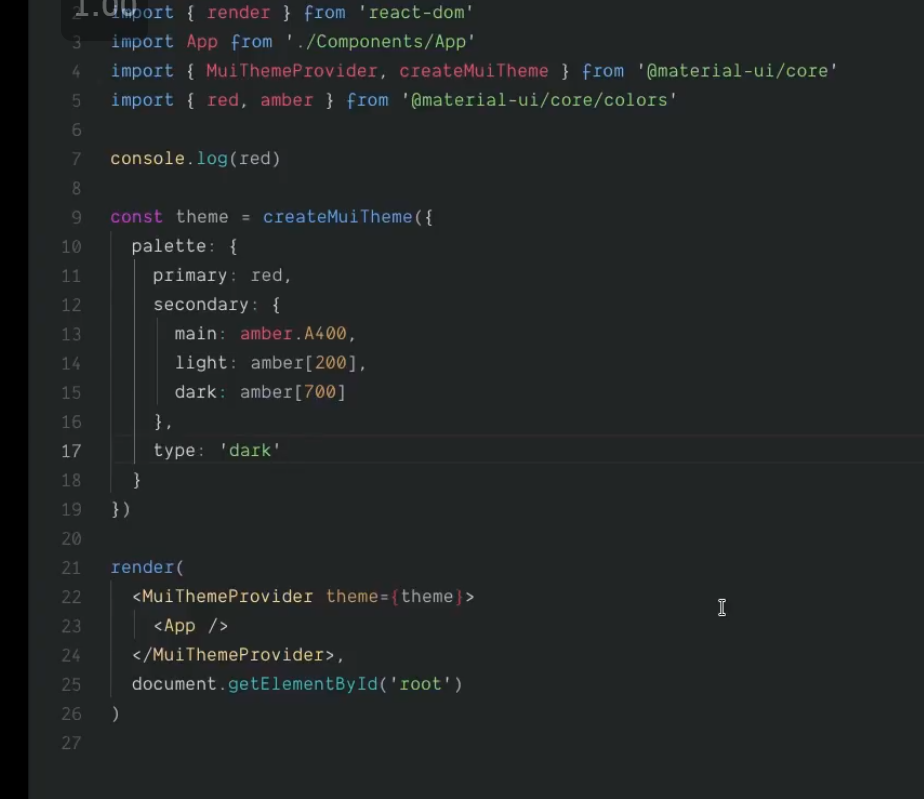 1.00
2 import { render } from 'react-dom'
3 import App from './Components/App'
4 import { MuiThemeProvider, createMuiTheme } from '@material-ui/core'
5 import { red, amber } from '@material-ui/core/colors'
6
7 console.log(red)
8
9 const theme = createMuiTheme({
10 palette: {
11 primary: red,
12 secondary: {
13 main: amber.A400,
14 light: amber[200],
15 dark: amber[700]
16 },
17 type: 'dark'
18 }
19 })
20
21 render(
22 <MuiThemeProvider theme={theme}>
23 <App />
24 </MuiThemeProvider>,
25 document.getElementById('root')
26 )
27